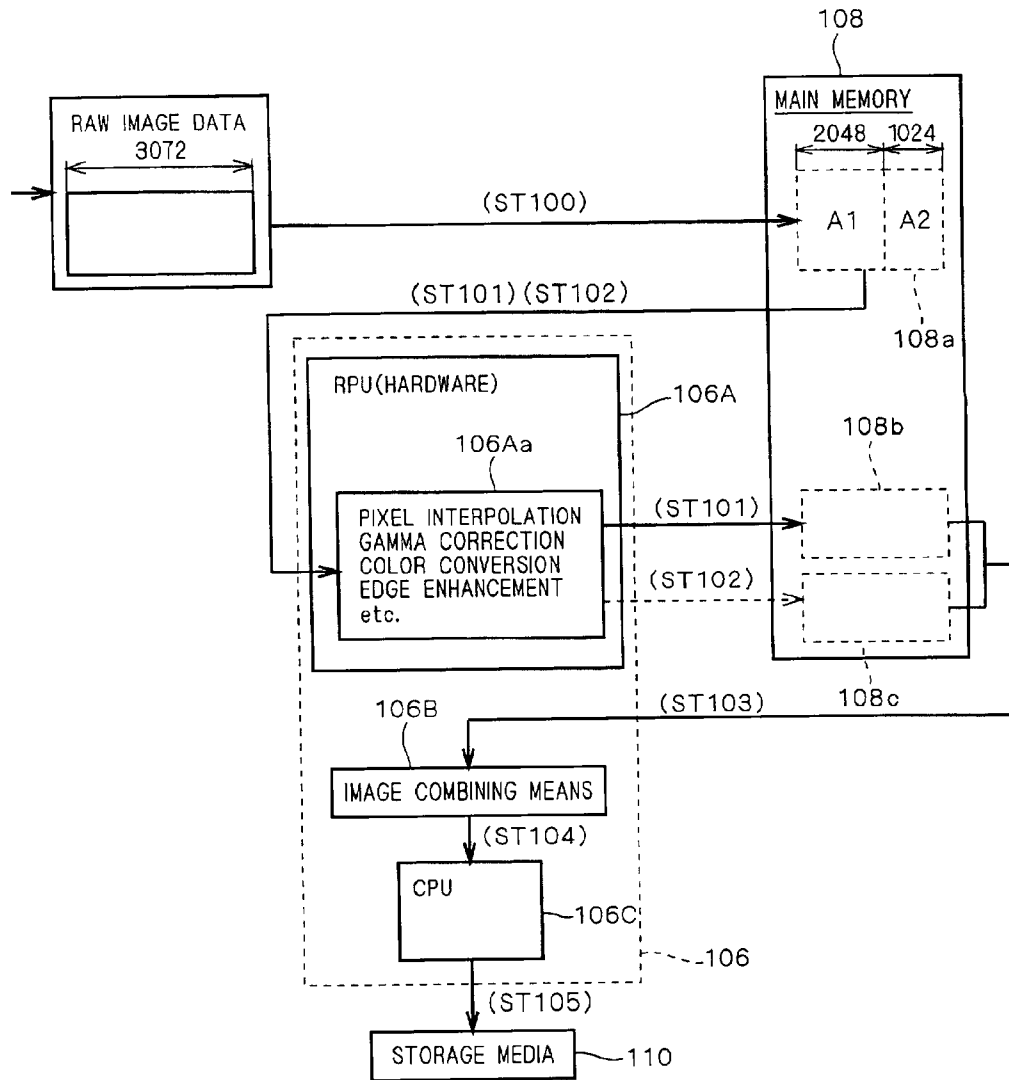 108
MAIN MEMORY
RAW IMAGE DATA
3072
2048
1024
(ST100)
A1
A2
(ST101)(ST102)
108a
RPU(HARDWARE)
106A
108b
106Aa
PIXEL INTERPOLATION
GAMMA CORRECTION
COLOR CONVERSION
EDGE ENHANCEMENT
etc.
(ST101)
(ST102)
108c
(ST103)
106B
IMAGE COMBINING MEANS
(ST104)
CPU
106C
106
(ST105)
STORAGE MEDIA
110